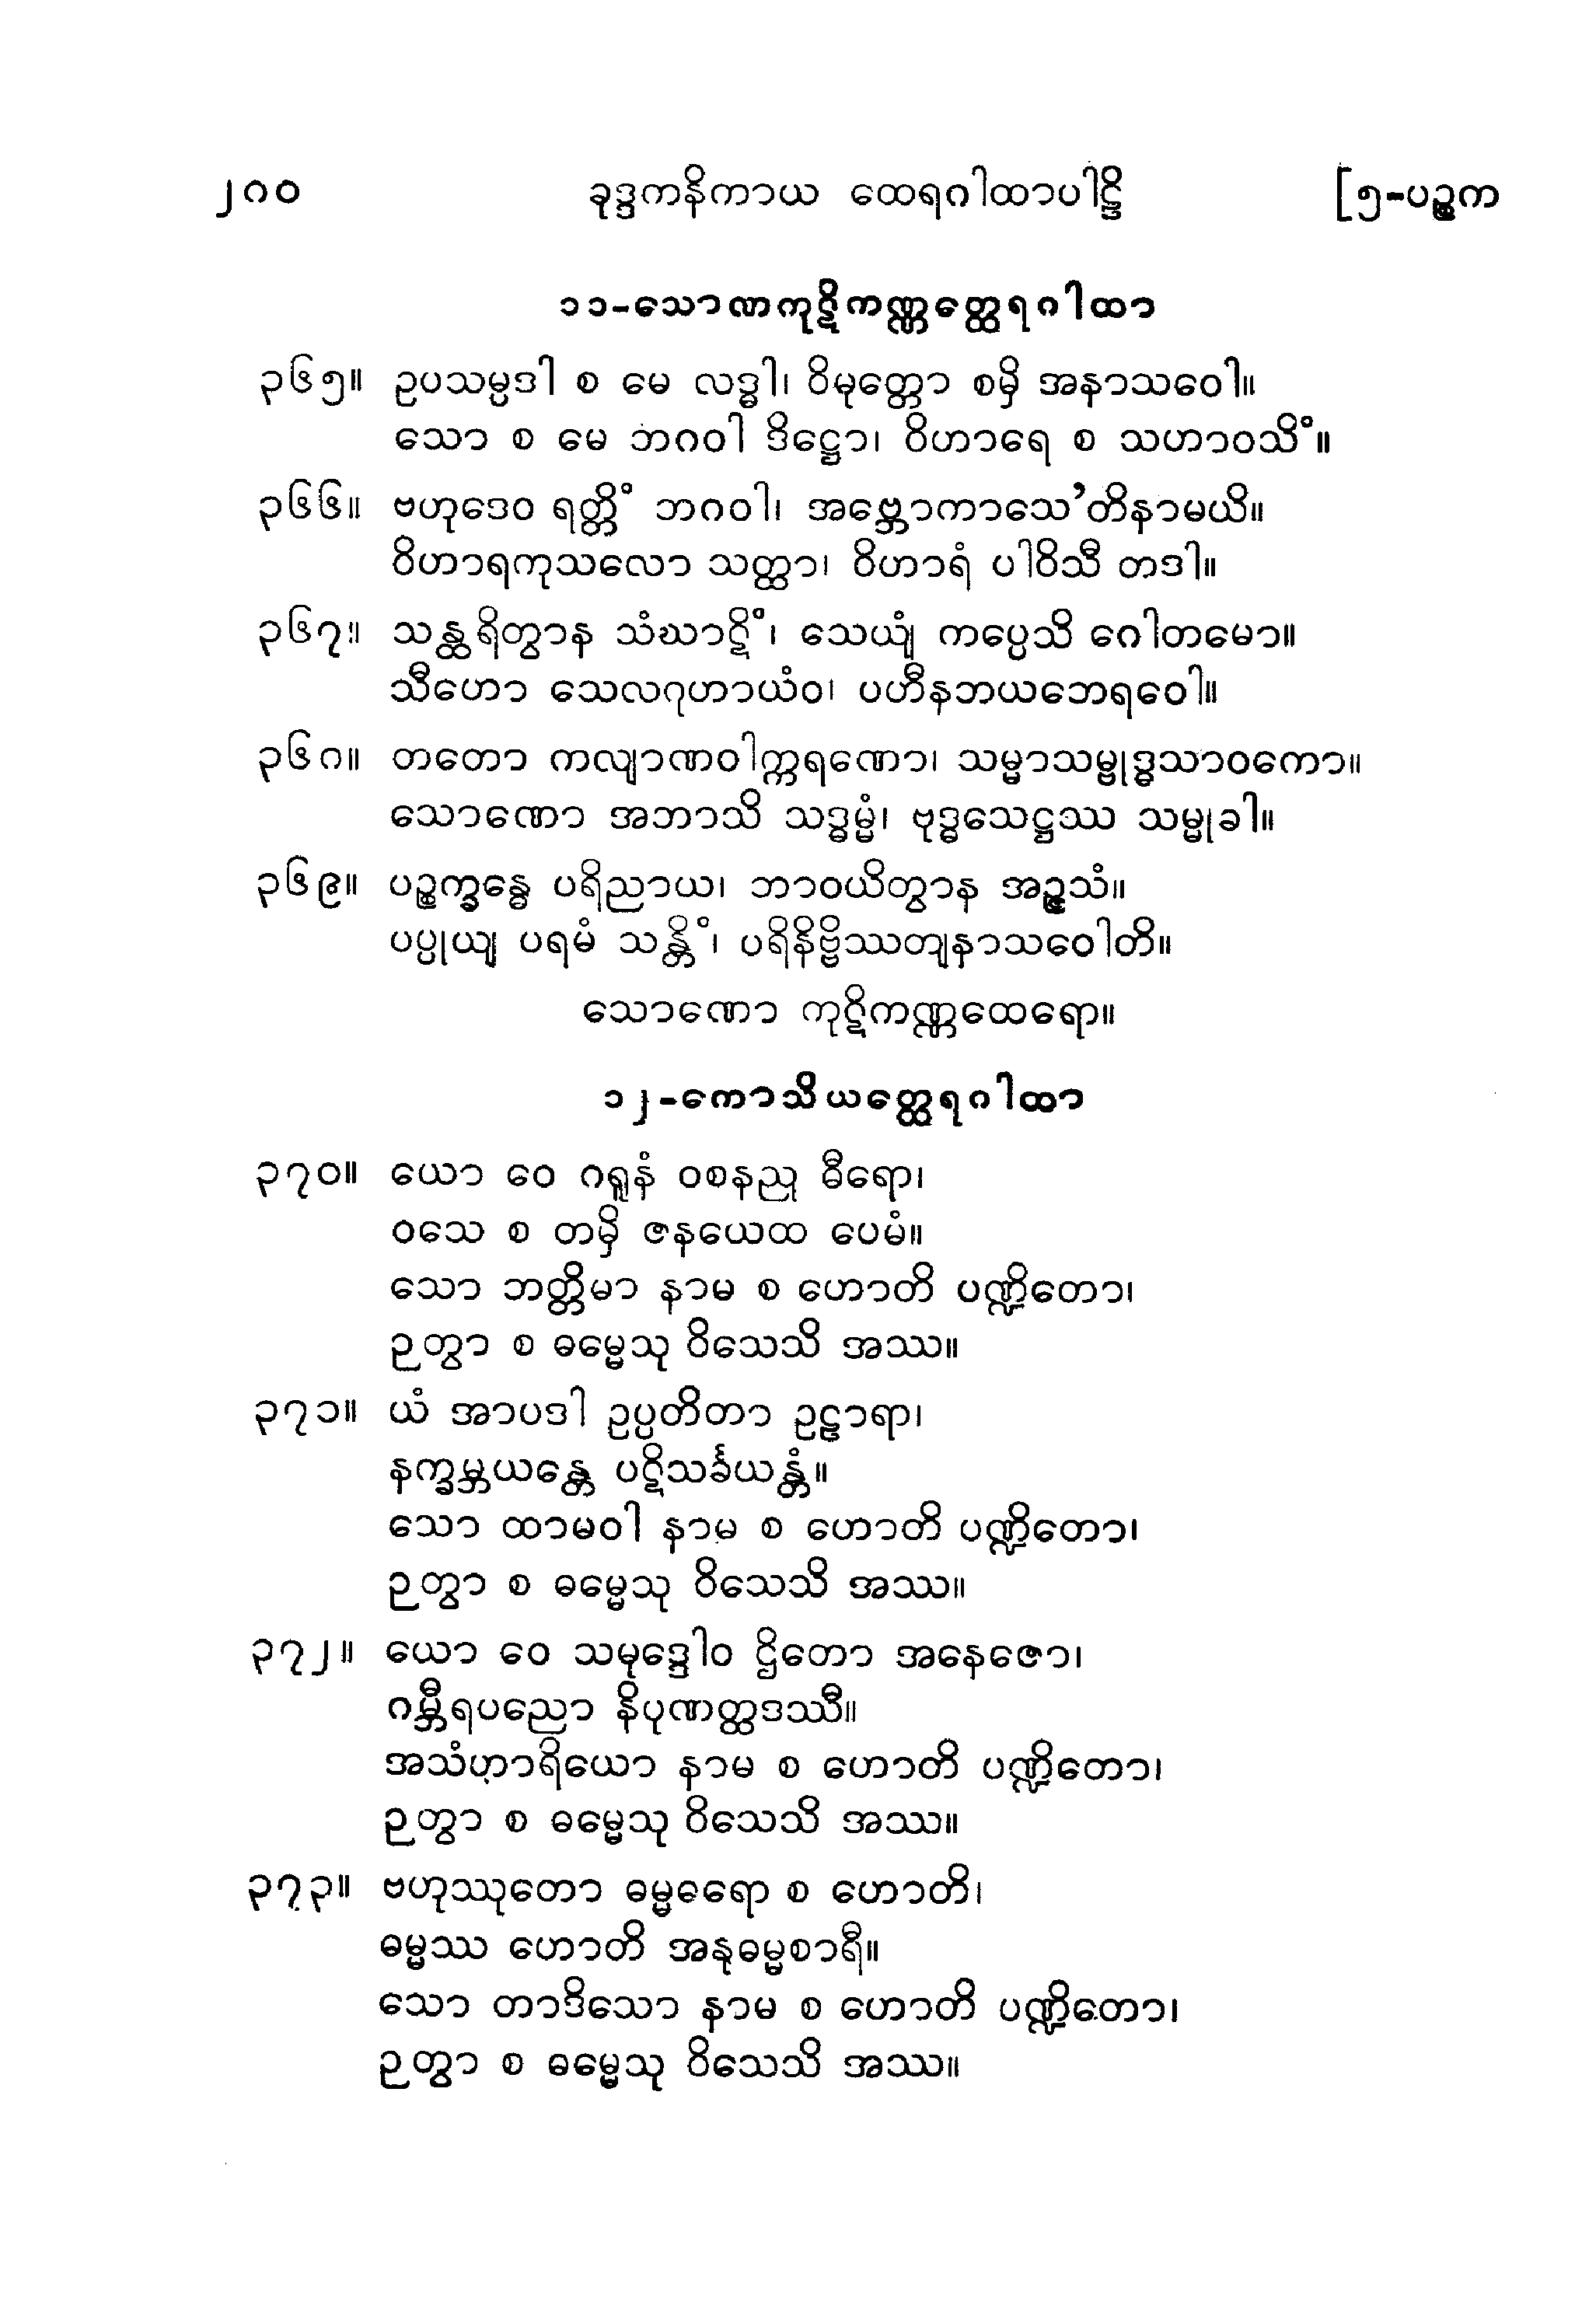 ၂၈၀ ခုဒ္ဒကနိကာယ ထေရဂါထာပါဠိ [၅-ပဉ္စက
၁၁-သောဏကုဋိကဏ္ဏတ္ထေရဂါထာ
၃၆၅။ ဥပသမ္ပဒါ စ မေ လဒ္ဓါ၊ ဝိမုတ္တော စမှိ အနာသဝေါ။
သော စ မေ ဘဂဝါ ဒိဋ္ဌော၊ ဝိဟာရေ စ သဟာဝသိံ။
၃၆၆။ ဗဟုဒေဝ ရတ္တိံ ဘဂဝါ၊ အဗ္ဘောကာသေ’တိနာမယိ။
ဝိဟာရကုသလော သတ္ထာ၊ ဝိဟာရံ ပါဝိသီ တဒါ။
၃၆၇။ သန္ထရိတွာန သံဃာဋိံ၊ သေယျံ ကပ္ပေသိ ဂေါတမော။
သီဟော သေလဂုဟာယံဝ၊ ပဟီနဘယဘေရဝေါ။
၃၆၈။ တတော ကလျာဏဝါက္ကရဏော၊ သမ္မာသမ္ဗုဒ္ဓသာဝကော။
သောဏော အဘာသိ သဒ္ဓမ္မံ၊ ဗုဒ္ဓသေဋ္ဌဿ သမ္မုခါ။
၃၆၉။ ပဉ္စက္ခန္ဓေ ပရိညာယ၊ ဘာဝယိတွာန အဉ္ဇသံ။
ပပ္ပုယျ ပရမံ သန္တိံ၊ ပရိနိဗ္ဗိဿတျနာသဝေါတိ။
သောဏော ကုဋိကဏ္ဏထေရော။
၁၂-ကောသိယတ္ထေရဂါထာ
၃၇၀။ ယော ဝေ ဂရူနံ ဝစနညု ဓီရော၊
ဝသေ စ တမှိ ဇနယေထ ပေမံ။
သော ဘတ္တိမာ နာမ စ ဟောတိ ပဏ္ဍိတော၊
ဉတွာ စ ဓမ္မေသု ဝိသေသိ အဿ။
၃၇၁။ ယံ အာပဒါ ဥပ္ပတိတာ ဥဠာရာ၊
နက္ခမ္ဘယန္တေ ပဋိသင်္ခယန္တံ။
သော ထာမဝါ နာမ စ ဟောတိ ပဏ္ဍိတော၊
ဉတွာ စ ဓမ္မေသု ဝိသေသိ အဿ။
၃၇၂။ ယော ဝေ သမုဒ္ဒေါဝ ဌိတော အနေဇော၊
ဂမ္ဘီရပညော နိပုဏတ္ထဒဿီ။
အသံဟာရိယော နာမ စ ဟောတိ ပဏ္ဍိတော၊
ဉတွာ စ ဓမ္မေသု ဝိသေသိ အဿ။
၃၇၃။ ဗဟုဿုတော ဓမ္မဓရော စ ဟောတိ၊
ဓမ္မဿ ဟောတိ အနုဓမ္မစာရီ။
သော တာဒိသော နာမ စ ဟောတိ ပဏ္ဍိတော၊
ဉတွာ စ ဓမ္မေသု ဝိသေသိ အဿ။